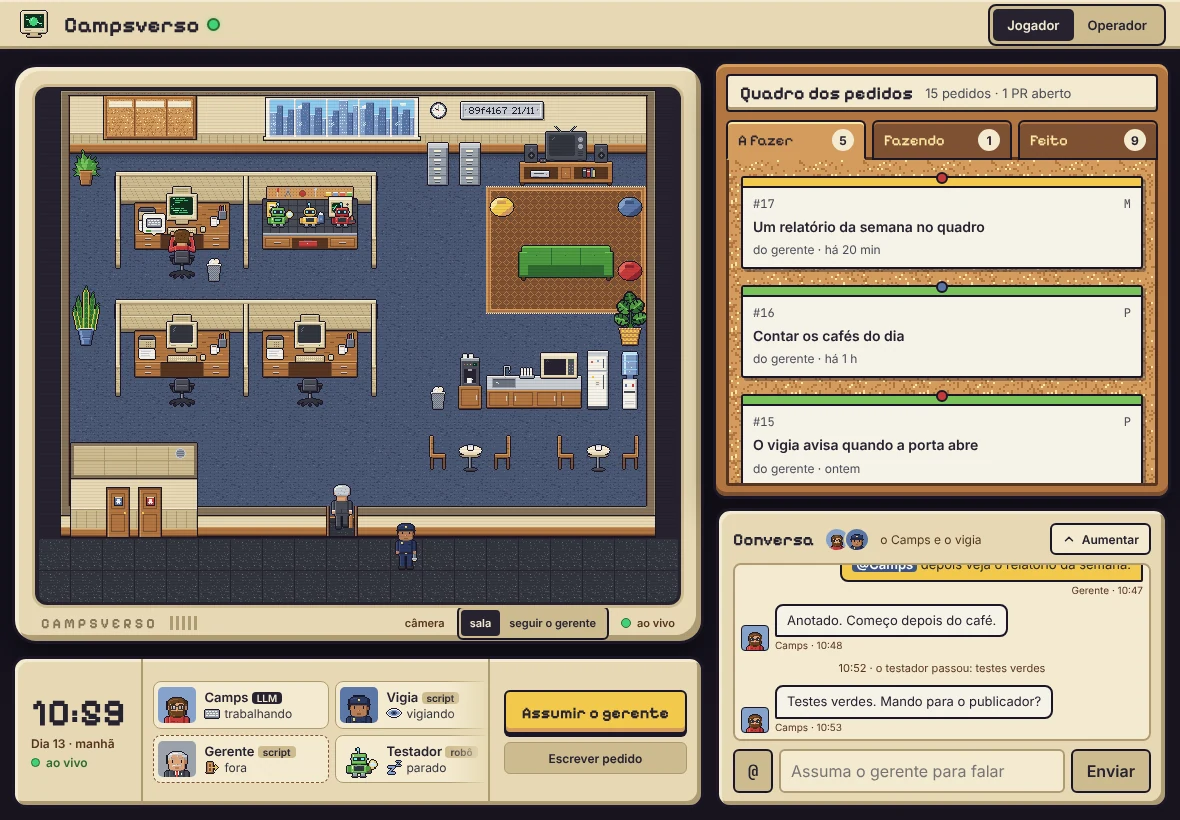 Campsverso
Jogador
Operador
89f4167 21/11
CAMPSVERSO
câmera
sala
seguir o gerente
ao vivo
Quadro dos pedidos
15 pedidos · 1 PR aberto
A Fazer
5
Fazendo
1
Feito
9
#17
M
Um relatório da semana no quadro
do gerente · há 20 min
#16
P
Contar os cafés do dia
do gerente · há 1 h
#15
P
O vigia avisa quando a porta abre
do gerente · ontem
Conversa
o Camps e o vigia
Aumentar
@Camps depois veja o relatório da semana.
Gerente · 10:47
Anotado. Começo depois do café.
Camps · 10:48
10:52 · o testador passou: testes verdes
Testes verdes. Mando para o publicador?
Camps · 10:53
@
Assuma o gerente para falar
Enviar
10:59
Dia 13 · manhã
ao vivo
Camps LLM
trabalhando
Vigia script
vigiando
Gerente script
fora
Testador robô
parado
Assumir o gerente
Escrever pedido